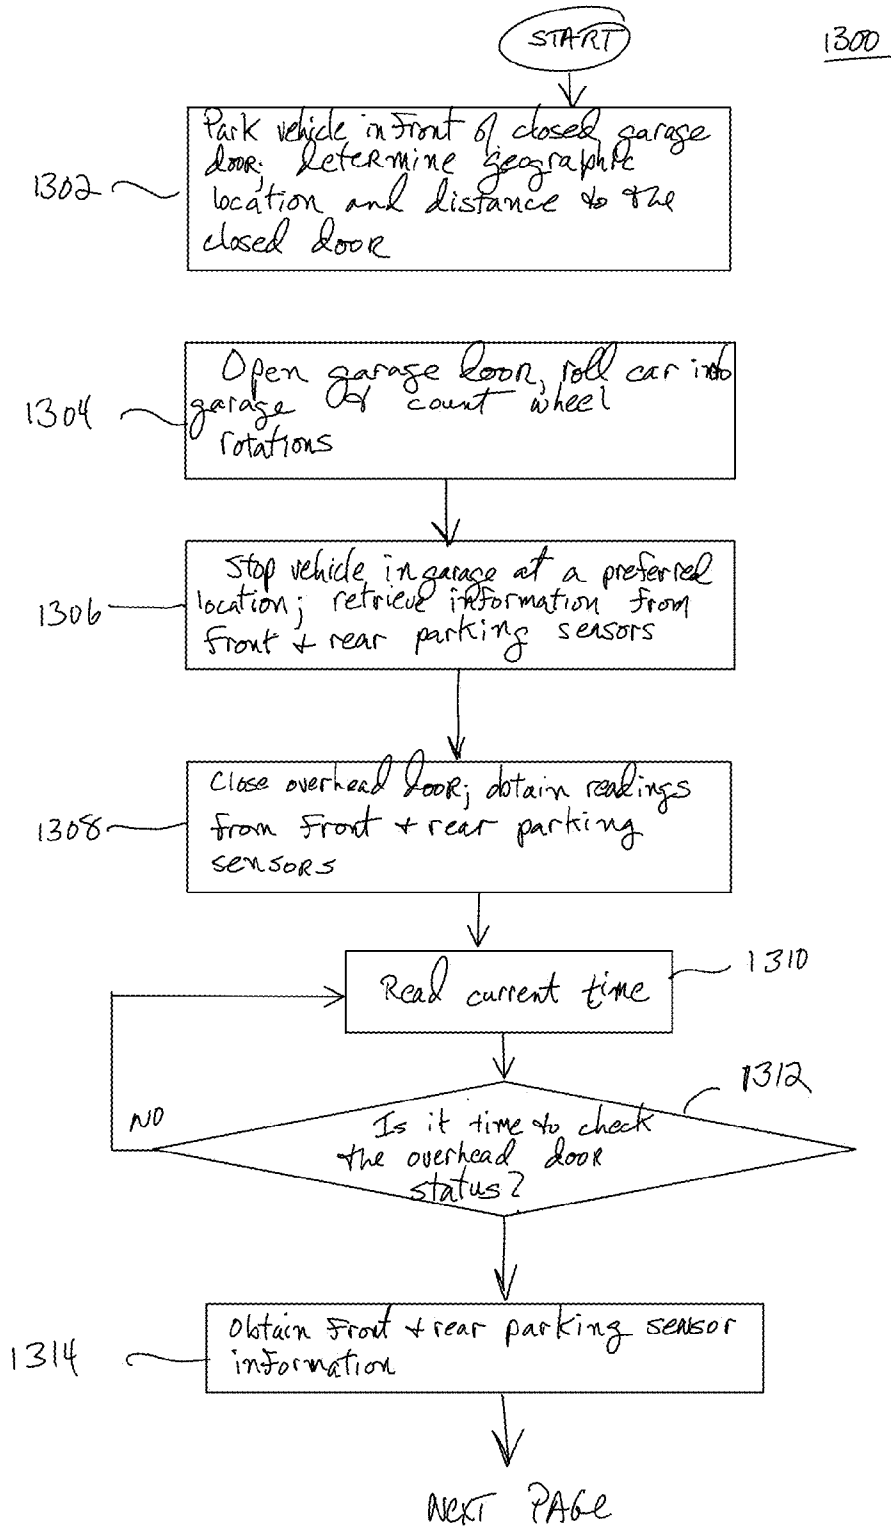 START
1300
Park vehicle in front of closed garage
door; determine geographic
location and distance to the
closed door
1302
Open garage door, roll car into
garage & count wheel
rotations
1304
Stop vehicle in garage at a preferred
location; retrieve information from
front + rear parking sensors
1306
Close overhead door; obtain readings
from front + rear parking
sensors
1308
Read current time
1310
Is it time to check
the overhead door
status?
1312
NO
Obtain front + rear parking sensor
information
1314
NEXT PAGE